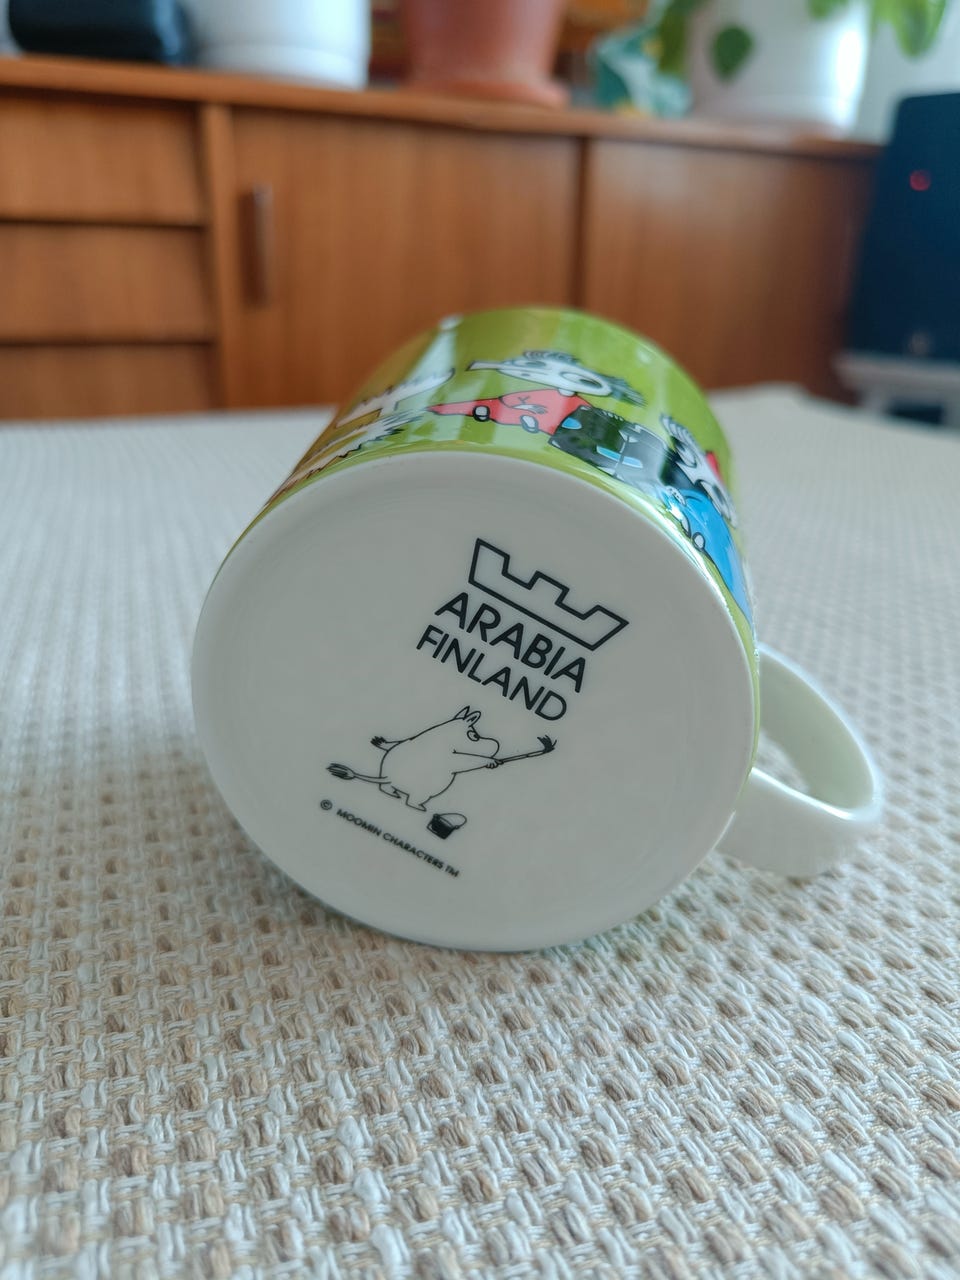 ARABIA
FINLAND
© MOOMIN CHARACTERS ™